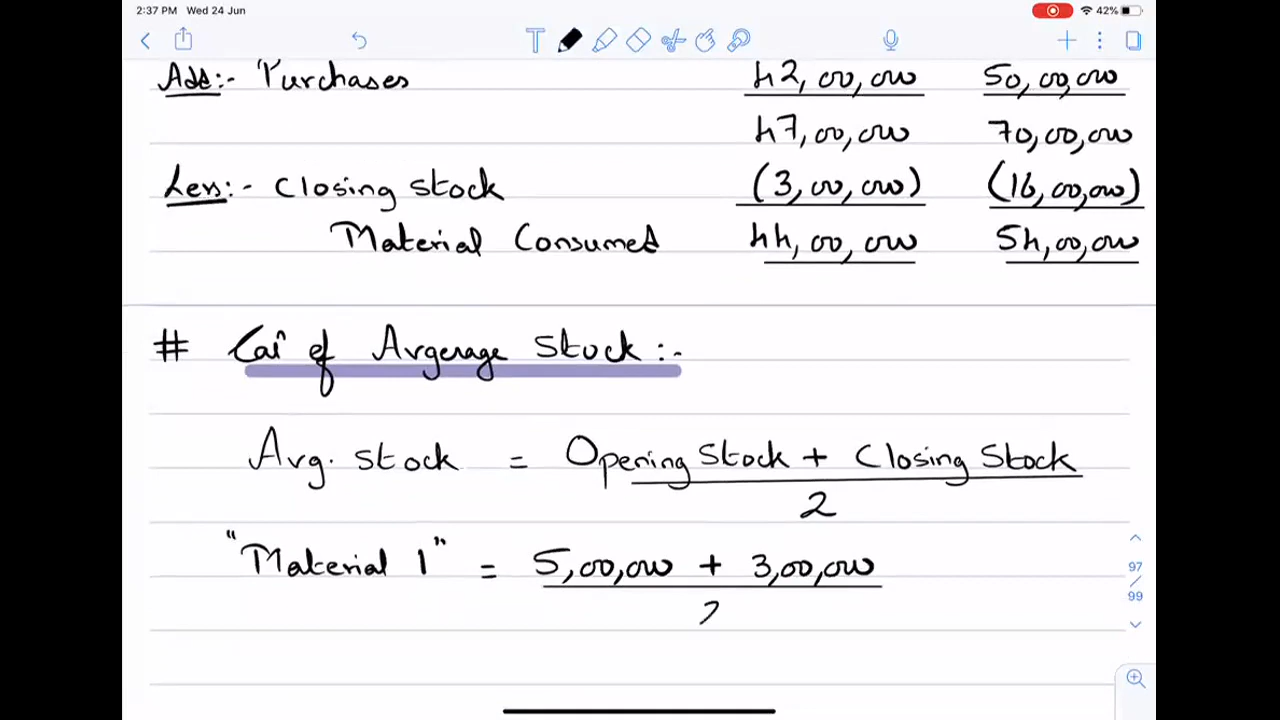 2:37 PM Wed 24 Jun 42%
Add:- Purchases 42,00,000 50,00,000
47,00,000 70,00,000
Less:- Closing stock (3,00,000) (16,00,000)
Material Consumed 44,00,000 54,00,000
# Cal of Argerage Stock:-
Avg. stock = Opening Stock + Closing Stock
2
"Material 1" = 5,00,000 + 3,00,000
2
97
/
99